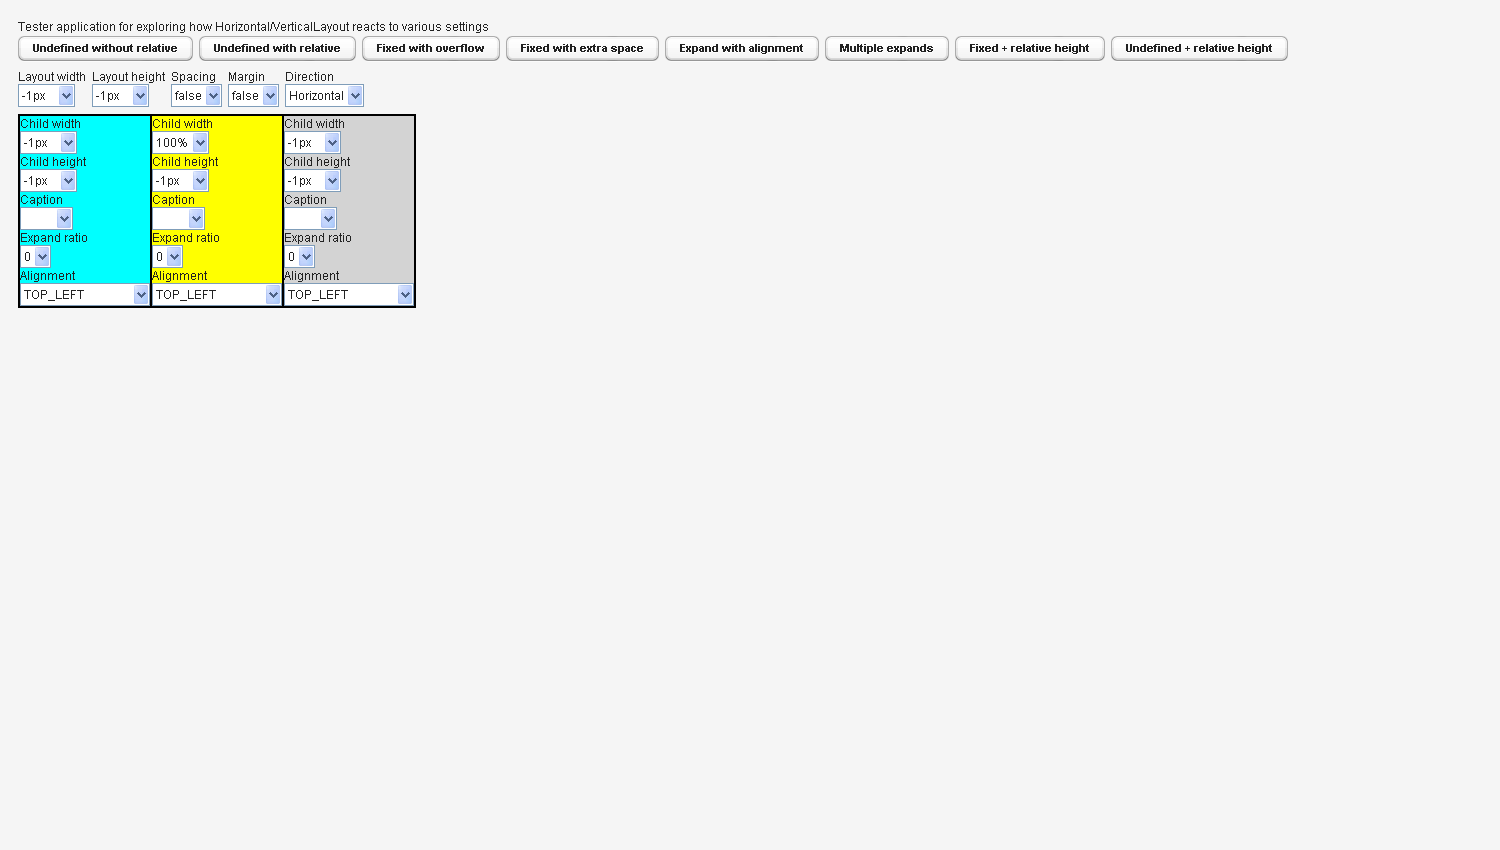 Tester application for exploring how Horizontal/VerticalLayout reacts to various settings
Undefined without relative Undefined with relative Fixed with overflow Fixed with extra space Expand with alignment Multiple expands Fixed + relative height Undefined + relative height
Layout width Layout height Spacing Margin Direction
-1px -1px false false Horizontal
Child width Child width Child width
-1px 100% -1px
Child height Child height Child height
-1px -1px -1px
Caption Caption Caption
Expand ratio Expand ratio Expand ratio
0 0 0
Alignment Alignment Alignment
TOP_LEFT TOP_LEFT TOP_LEFT